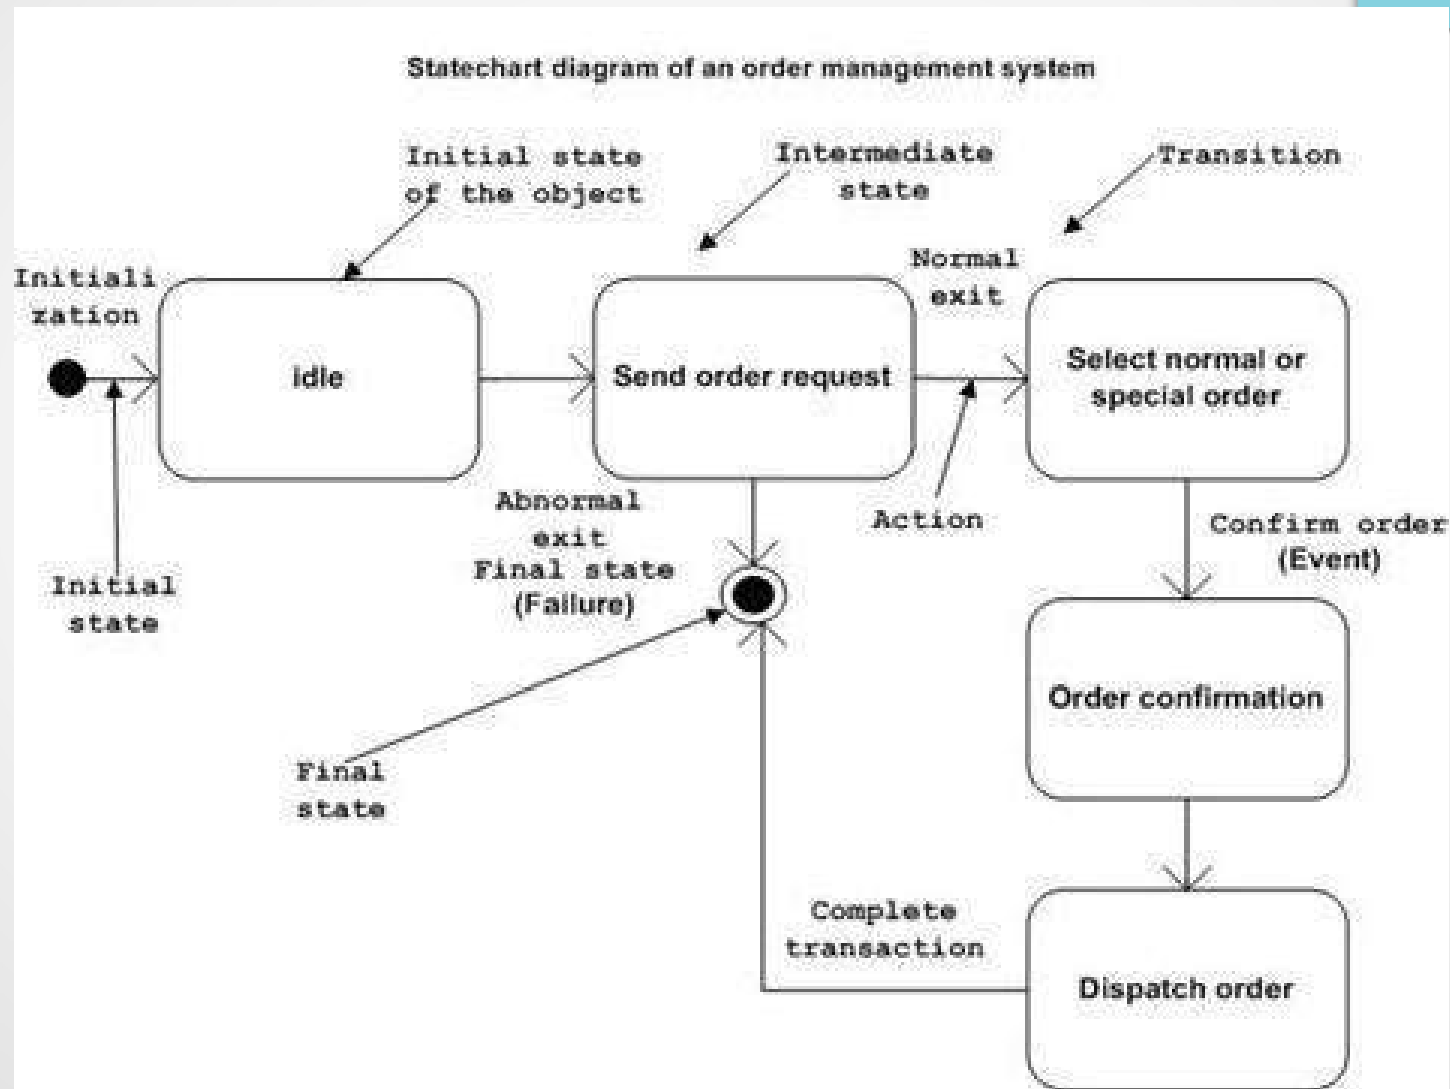 Statechart diagram of an order management system
Initial state
of the object
Intermediate
state
Transition
Initiali
zation
Normal
exit
idle
Send order request
Select normal or
special order
Abnormal
exit
Final state
(Failure)
Action
Confirm order
(Event)
Initial
state
Order confirmation
Final
state
Complete
transaction
Dispatch order